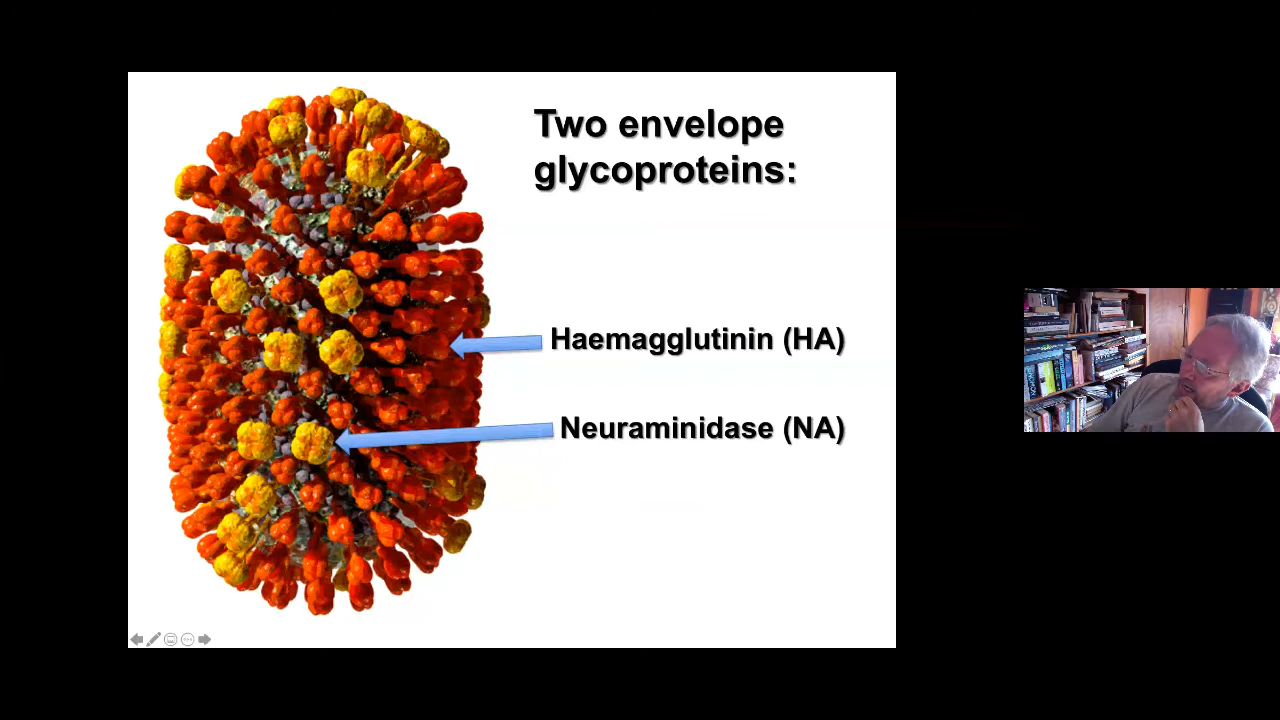 Two envelope
glycoproteins:
Haemagglutinin (HA)
Neuraminidase (NA)